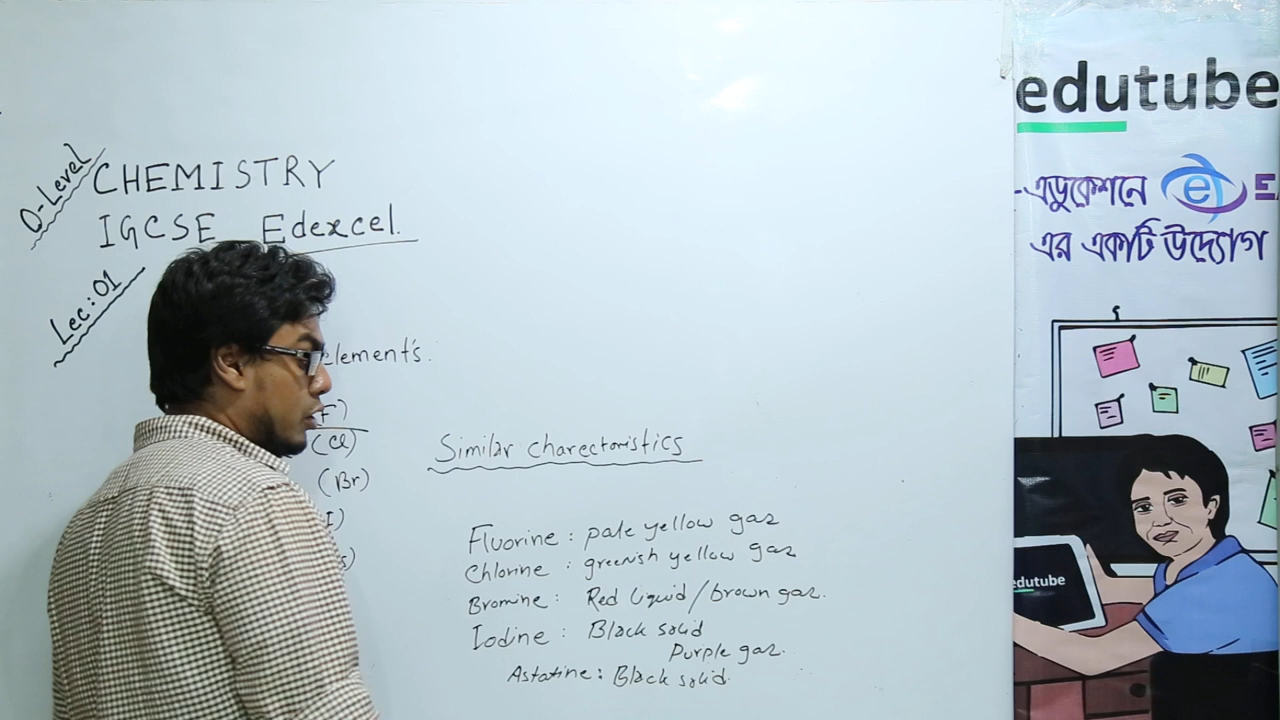 O-Level
CHEMISTRY
IGCSE Edexcel.
Lec: 01
element's.
(Cl)
(Br)
Similar charectoristics
Fluorine : pale yellow gas
Chlorine : greenish yellow gas
Bromine : Red liquid / brown gas.
Iodine : Black solid
Purple gas.
Astatine : Black solid.
edutube
এডুকেশনে
এর একটি উদ্যোগ
edutube